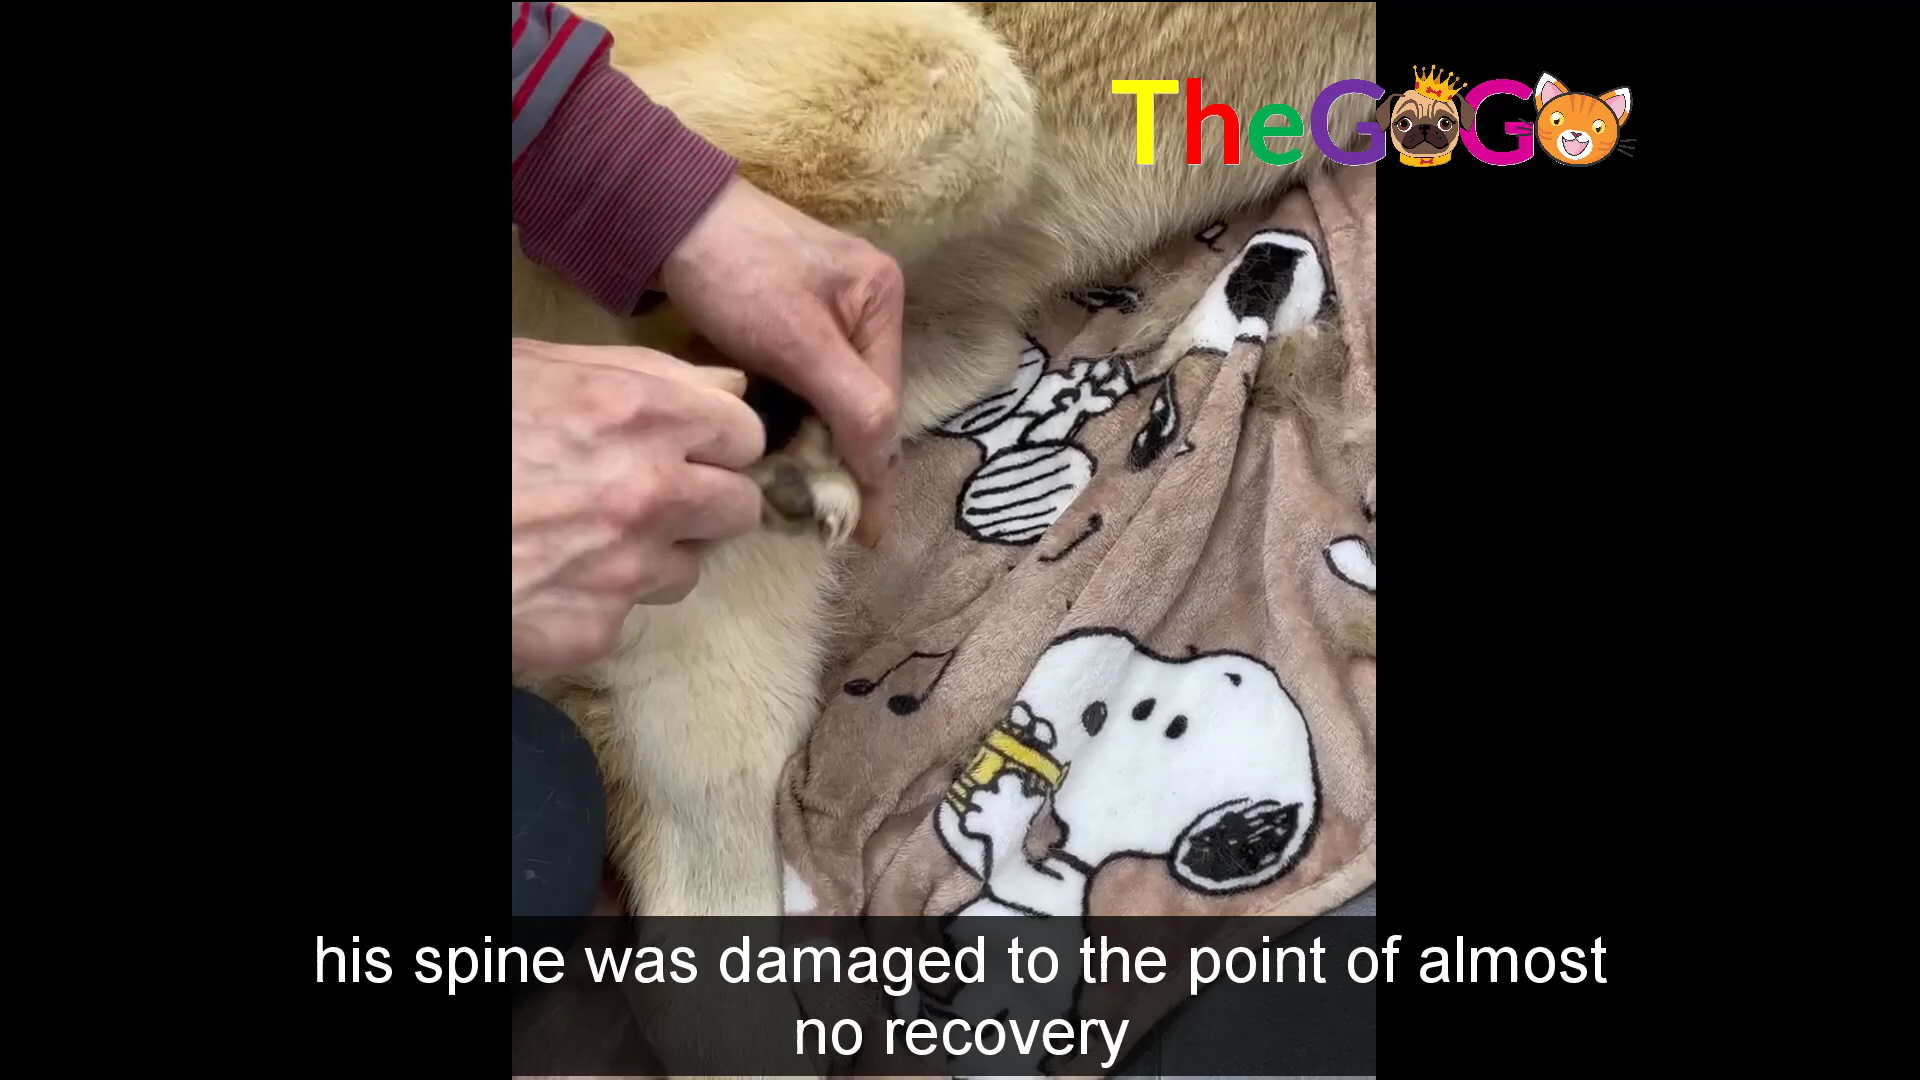 TheGOGO
his spine was damaged to the point of almost
no recovery